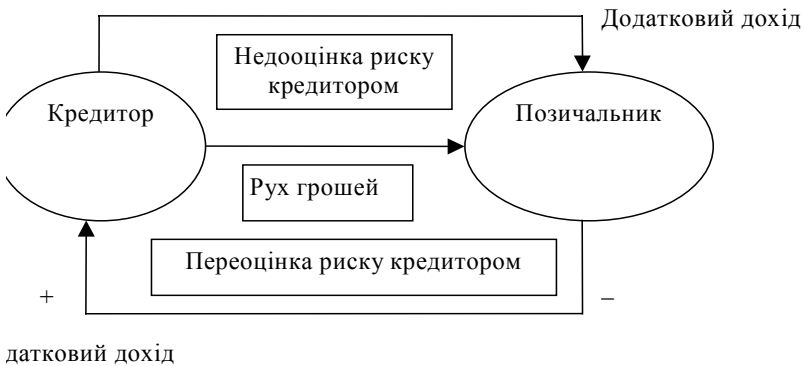 Додатковий дохід
Недооцінка риску
кредитором
Кредитор
Позичальник
Рух грошей
Переоцінка риску кредитором
+
–
датковий дохід